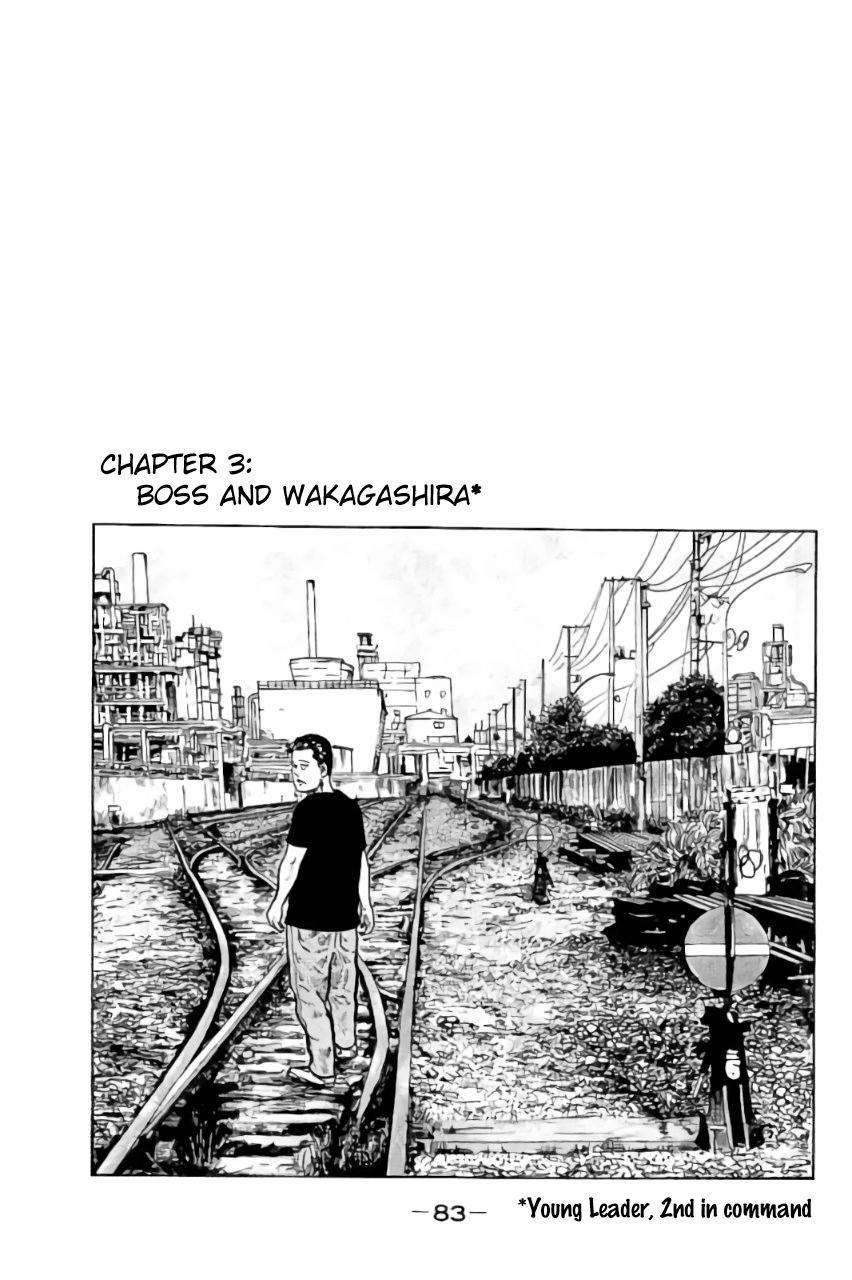 CHAPTER 3:
BOSS AND WAKAGASHIRA*
-83-
*Young Leader, 2nd in command